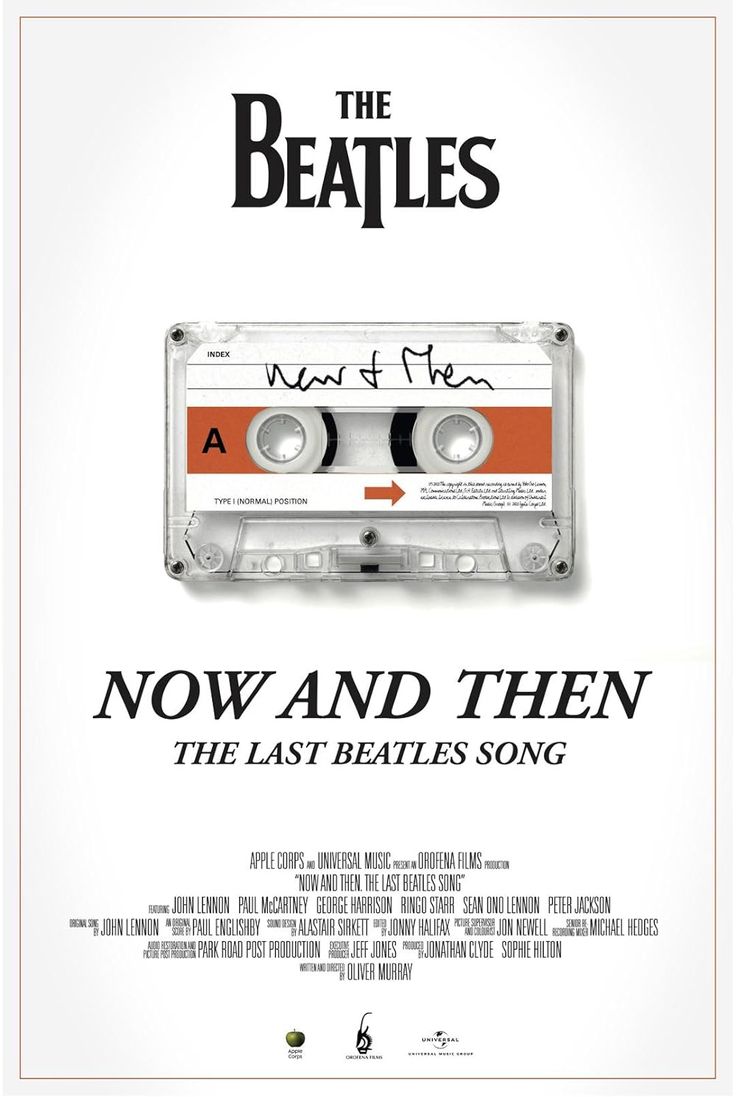 THE
BEATLES
INDEX
Now & Then
A
TYPE I (NORMAL) POSITION
NOW AND THEN
THE LAST BEATLES SONG
APPLE CORPS AND UNIVERSAL MUSIC PRESENT AN OROFENA FILMS PRODUCTION
"NOW AND THEN. THE LAST BEATLES SONG"
FEATURING JOHN LENNON PAUL McCARTNEY GEORGE HARRISON RINGO STARR SEAN ONO LENNON PETER JACKSON
ORIGINAL SONG BY JOHN LENNON AN ORIGINAL SCORE BY PAUL ENGLISHBY SOUND DESIGN BY ALASTAIR SIRKETT EDITED BY JONNY HALIFAX PICTURE SUPERVISOR AND COLOURIST JON NEWELL SENIOR RE-RECORDING MIXER MICHAEL HEDGES
AUDIO RESTORATION AND PICTURE POST PRODUCTION PARK ROAD POST PRODUCTION EXECUTIVE PRODUCER JEFF JONES PRODUCED BY JONATHAN CLYDE SOPHIE HILTON
WRITTEN AND DIRECTED BY OLIVER MURRAY
Apple
Corps
OROFENA FILMS
UNIVERSAL
UNIVERSAL MUSIC GROUP